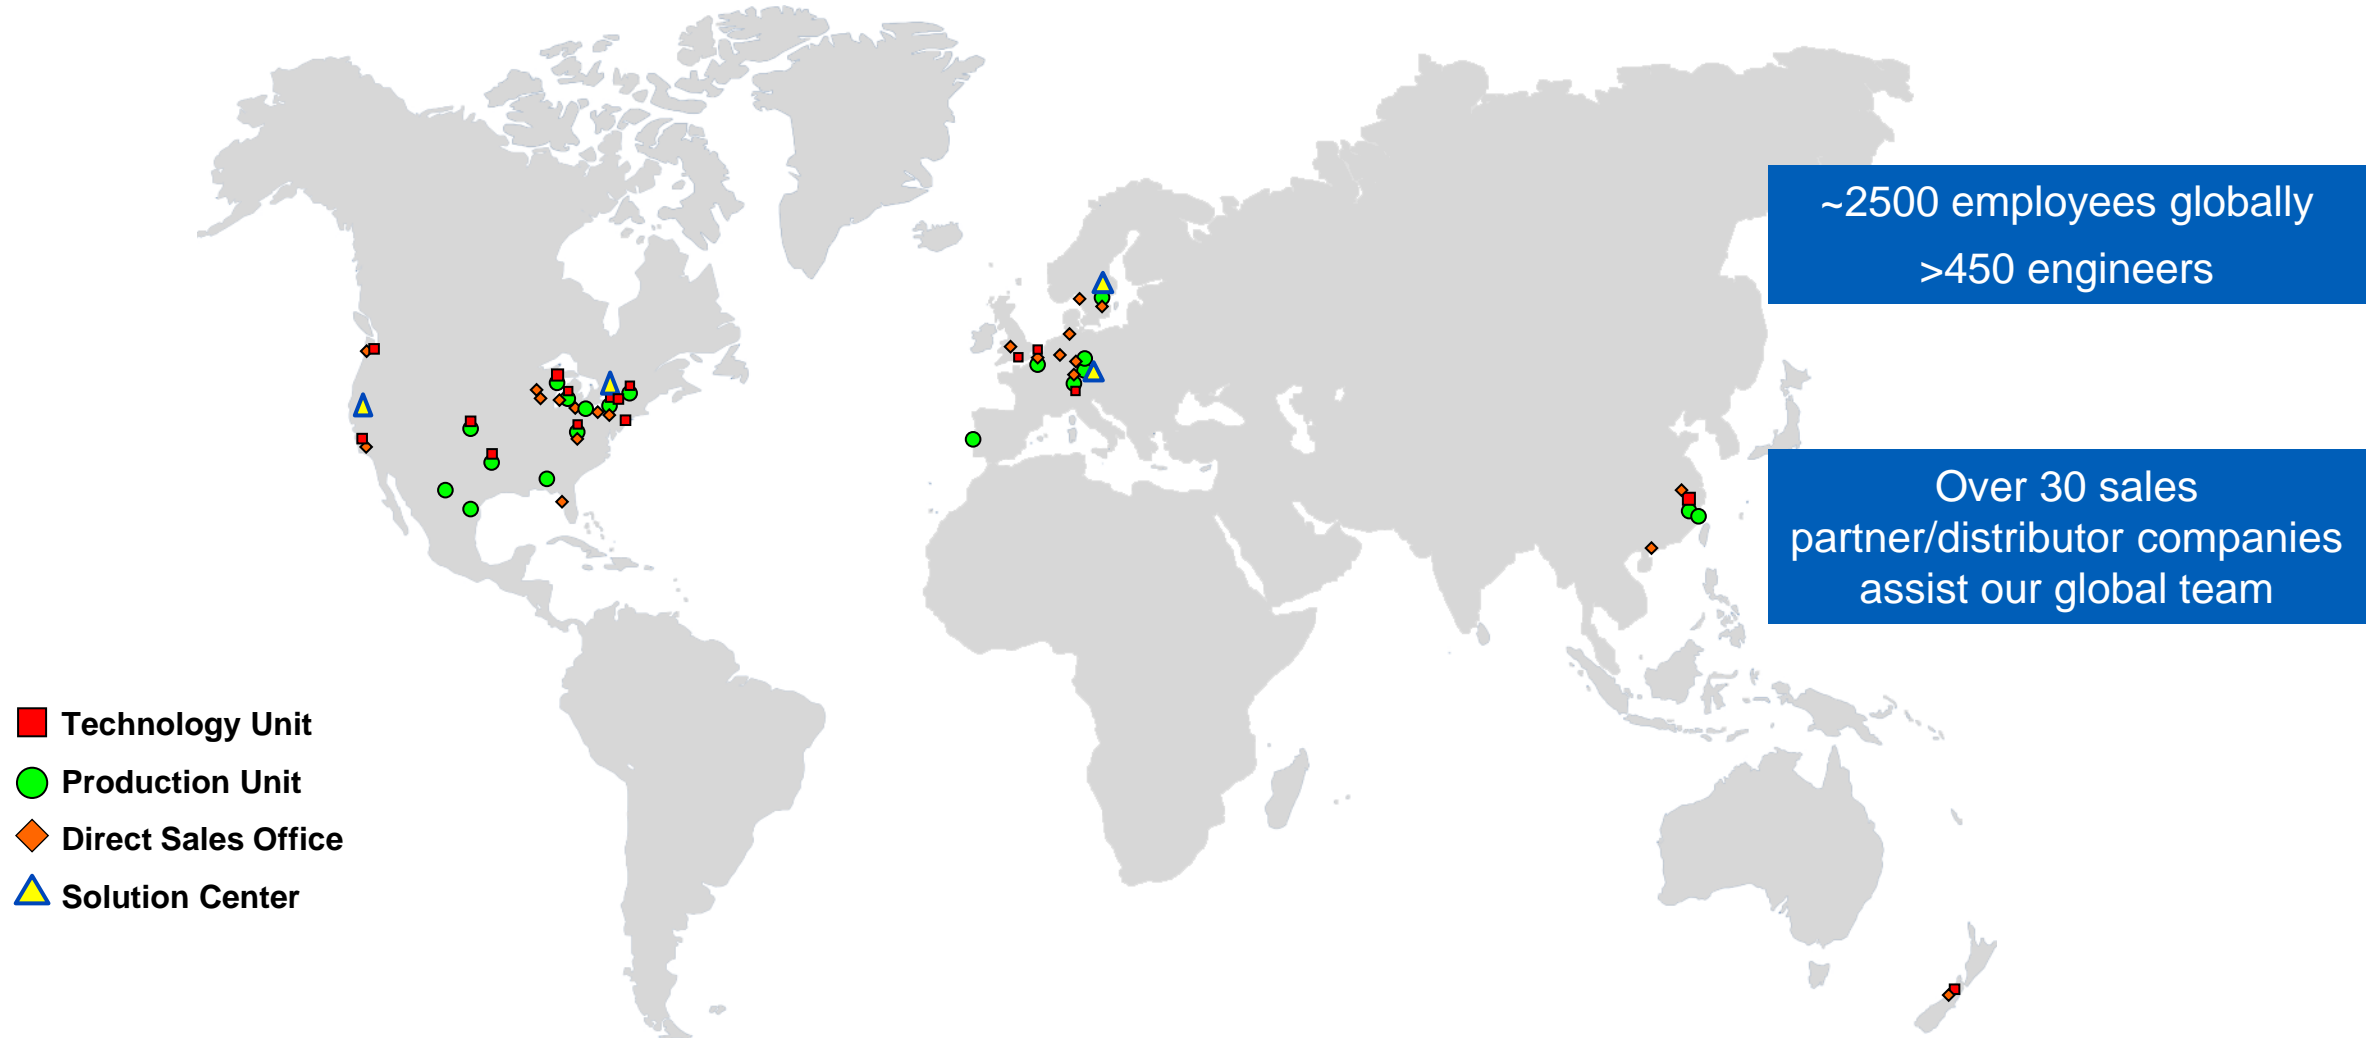 ~2500 employees globally
>450 engineers
Over 30 sales
partner/distributor companies
assist our global team
Technology Unit
Production Unit
Direct Sales Office
Solution Center